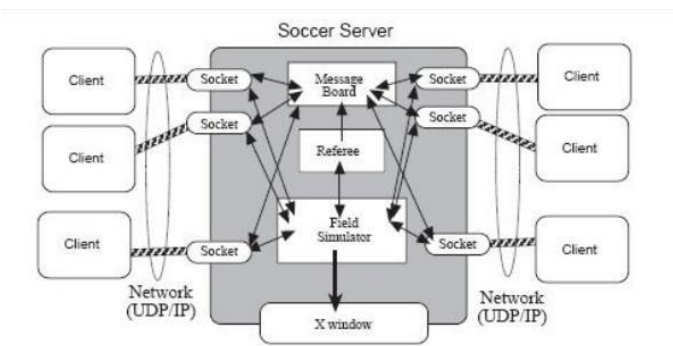 Soccer Server
Client
Socket
Message
Board
Socket
Client
Client
Socket
Socket
Client
Referee
Client
Socket
Field
Simulator
Socket
Client
Network
(UDP/IP)
Network
(UDP/IP)
X window